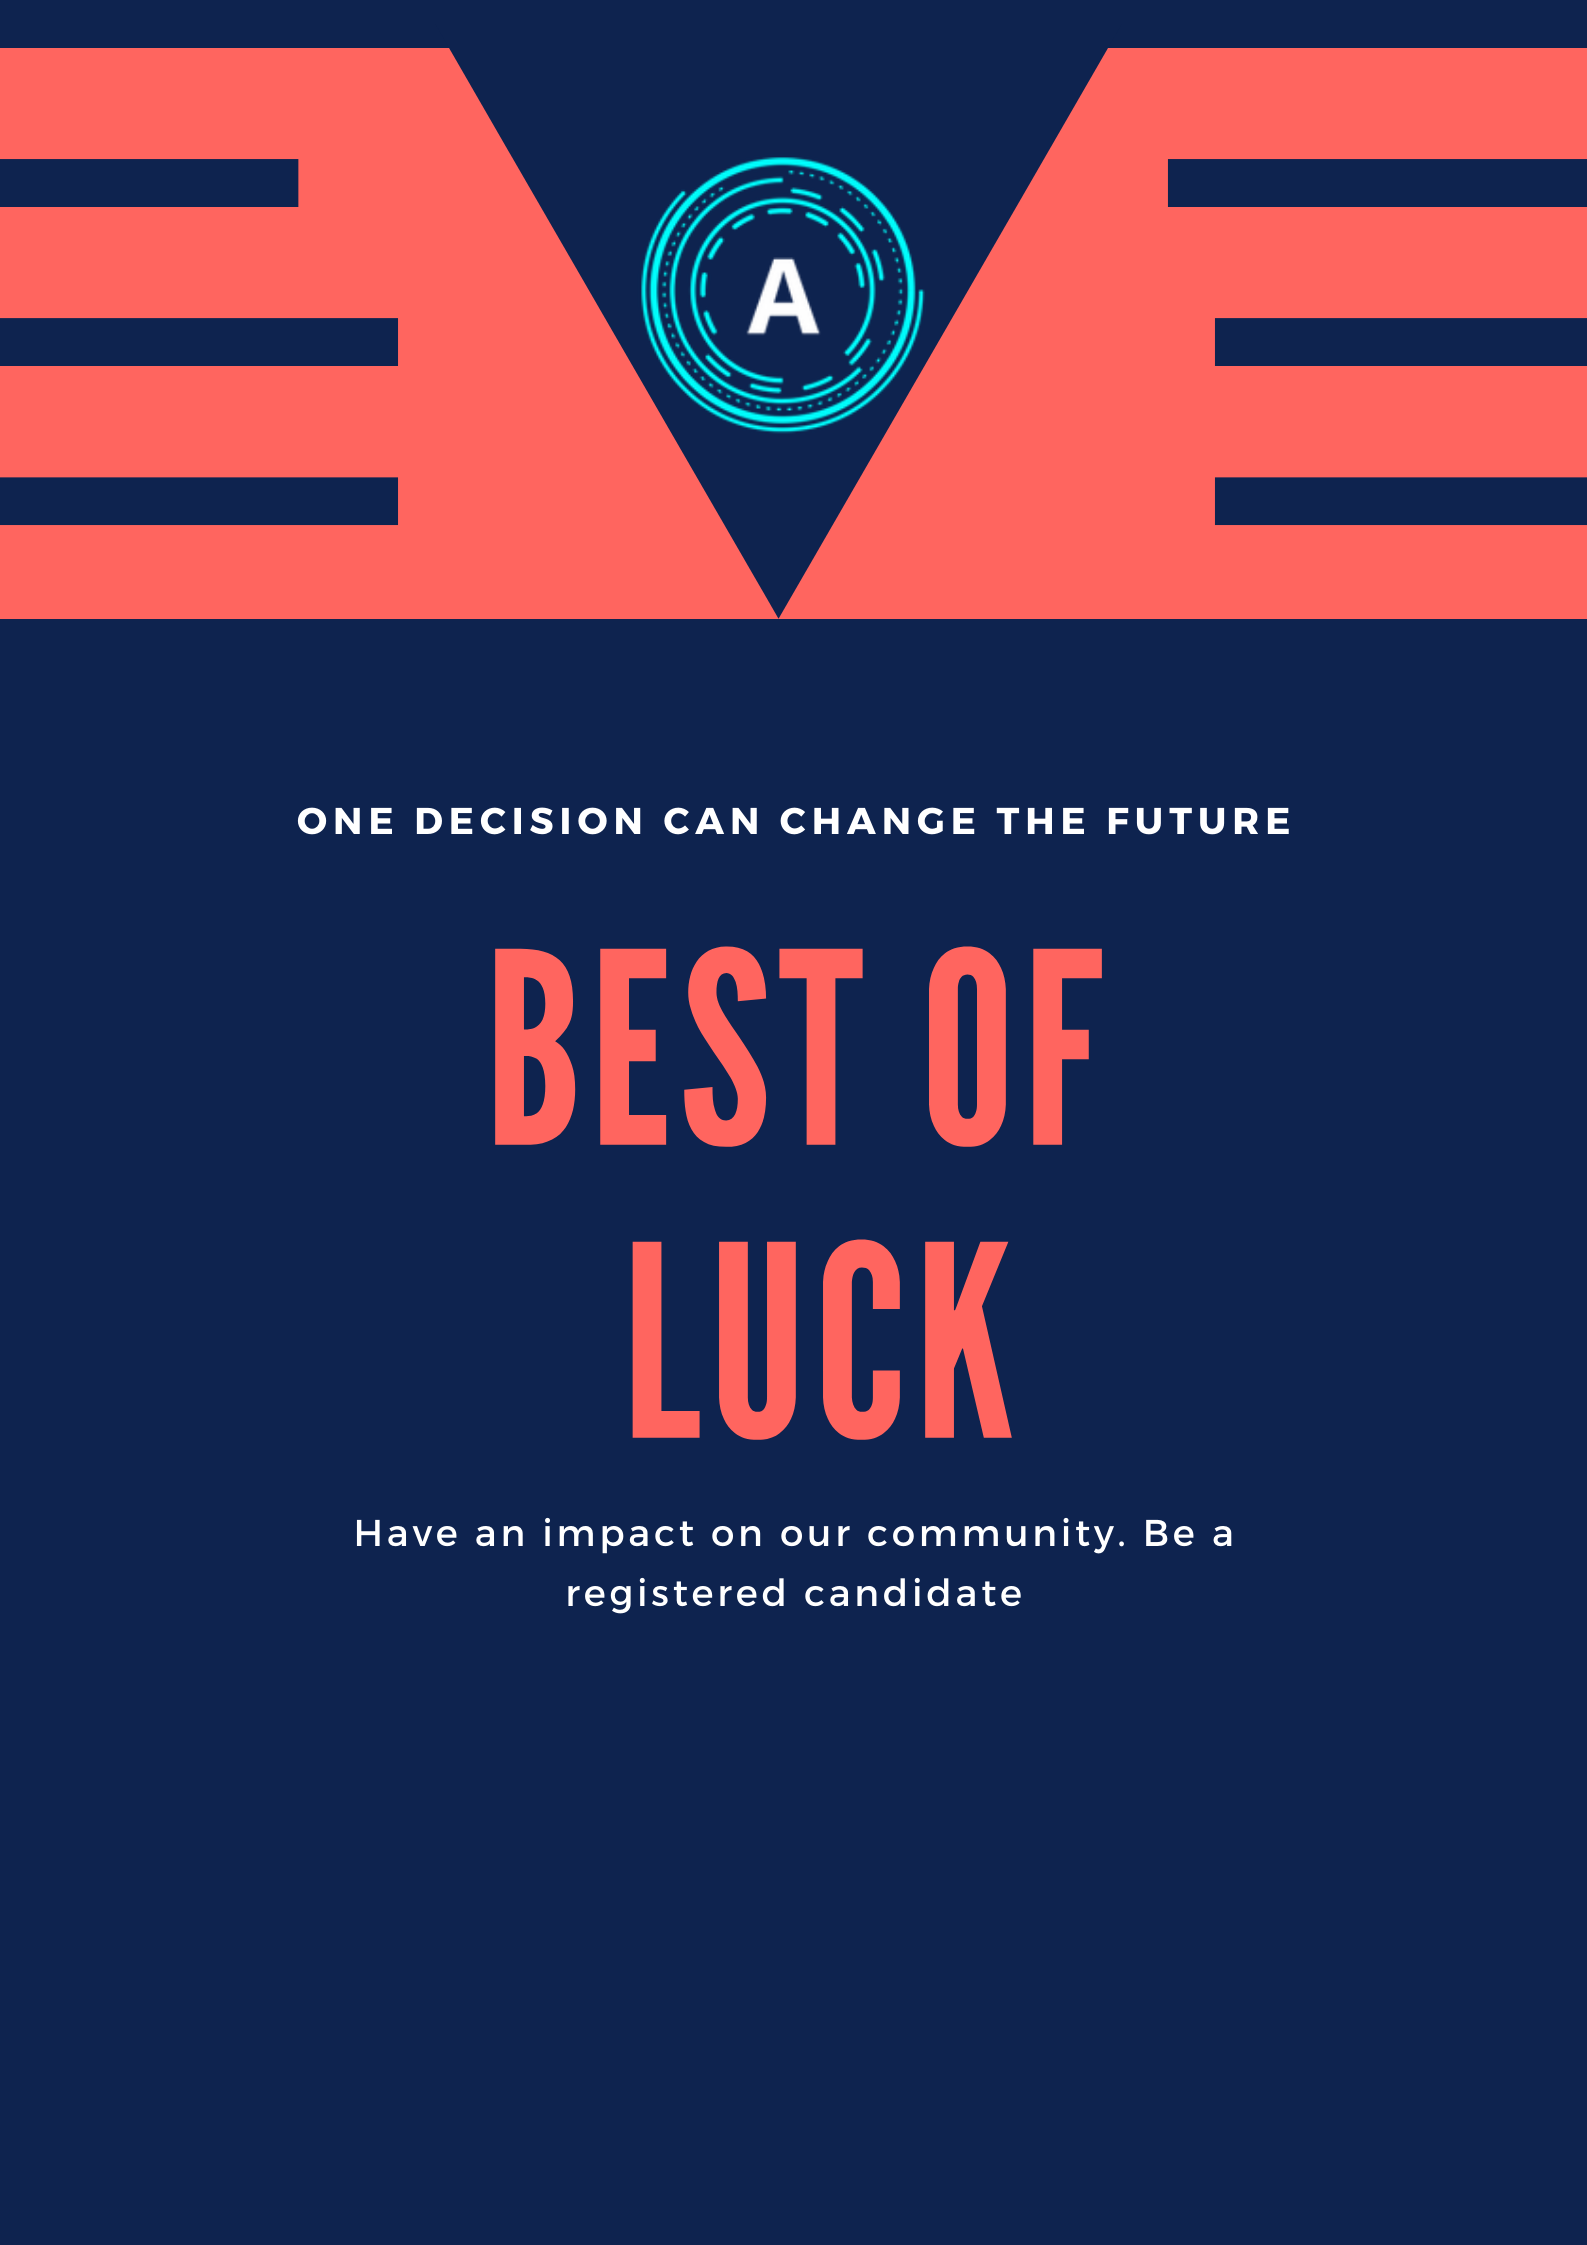 A
ONE DECISION CAN CHANGE THE FUTURE
BEST OF
LUCK
Have an impact on our community. Be a
registered candidate